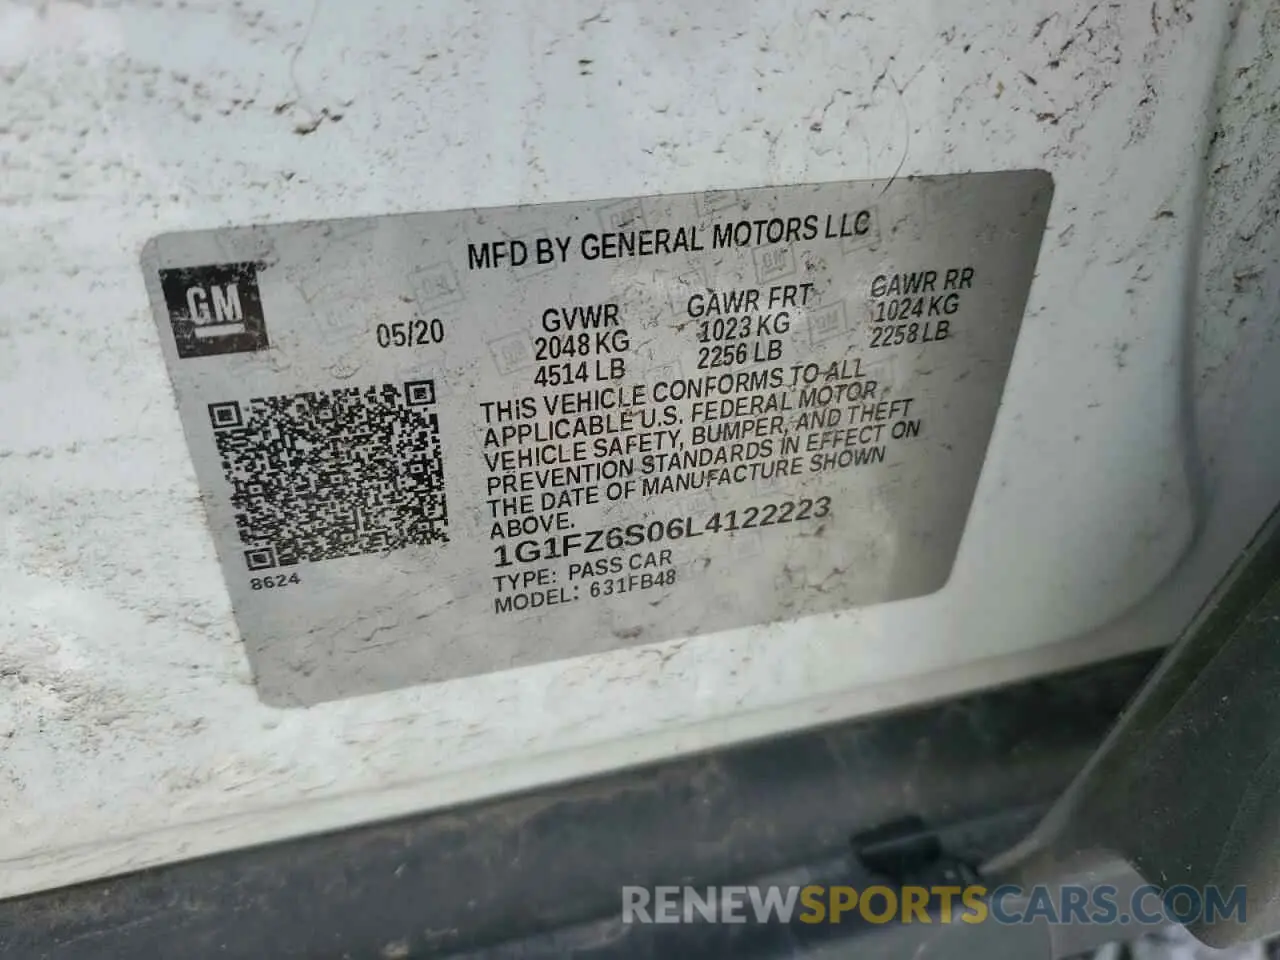 MFD BY GENERAL MOTORS LLC
GM
05/20
GVWR GAWR FRT GAWR RR
2048 KG 1023 KG 1024 KG
4514 LB 2256 LB 2258 LB
THIS VEHICLE CONFORMS TO ALL
APPLICABLE U.S. FEDERAL MOTOR
VEHICLE SAFETY, BUMPER, AND THEFT
PREVENTION STANDARDS IN EFFECT ON
THE DATE OF MANUFACTURE SHOWN
ABOVE.
1G1FZ6S06L4122223
TYPE: PASS CAR
MODEL: 631FB48
8624
RENEWSPORTSCARS.COM